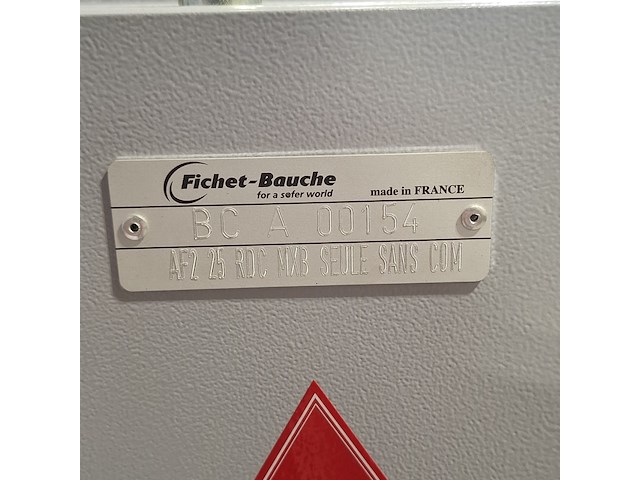 Fichet-Bauche
for a safer world
made in FRANCE
BC A 00154
AF2 25 RDC MXB SEULE SANS COM